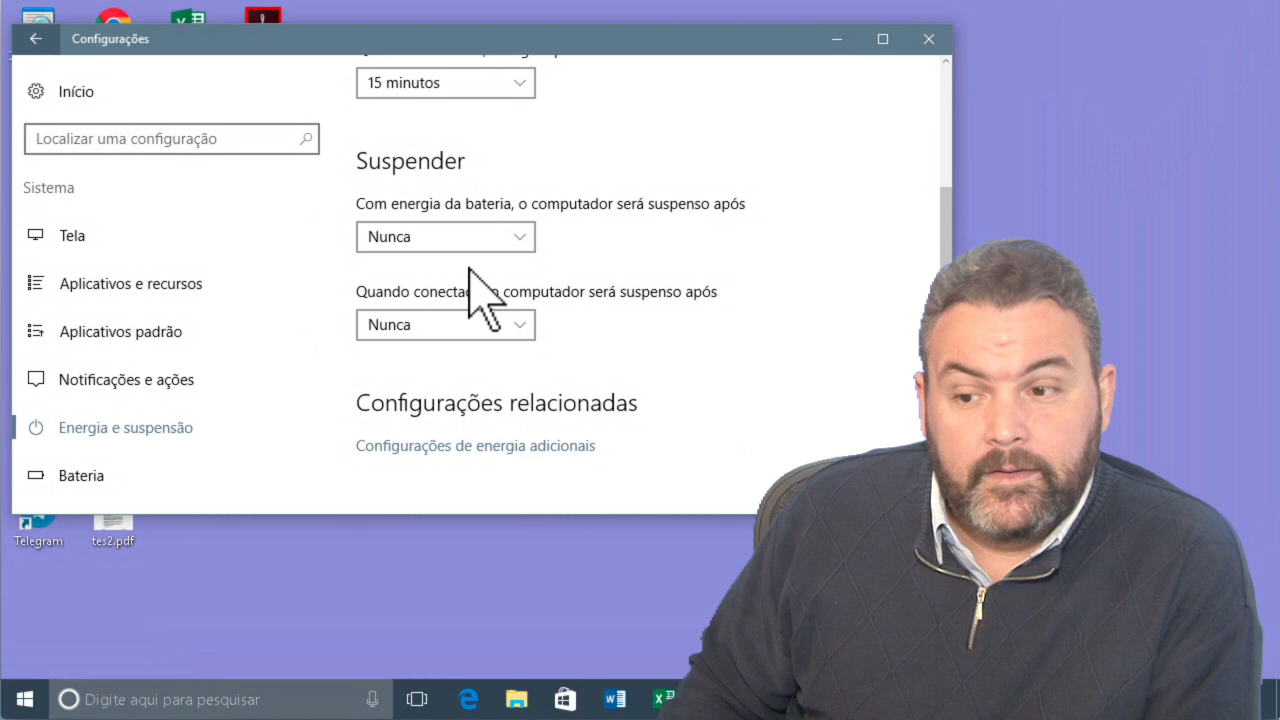 Configurações
Início
Localizar uma configuração
Sistema
Tela
Aplicativos e recursos
Aplicativos padrão
Notificações e ações
Energia e suspensão
Bateria
15 minutos
Suspender
Com energia da bateria, o computador será suspenso após
Nunca
Quando conectado, o computador será suspenso após
Nunca
Configurações relacionadas
Configurações de energia adicionais
Telegram
tes2.pdf
Digite aqui para pesquisar